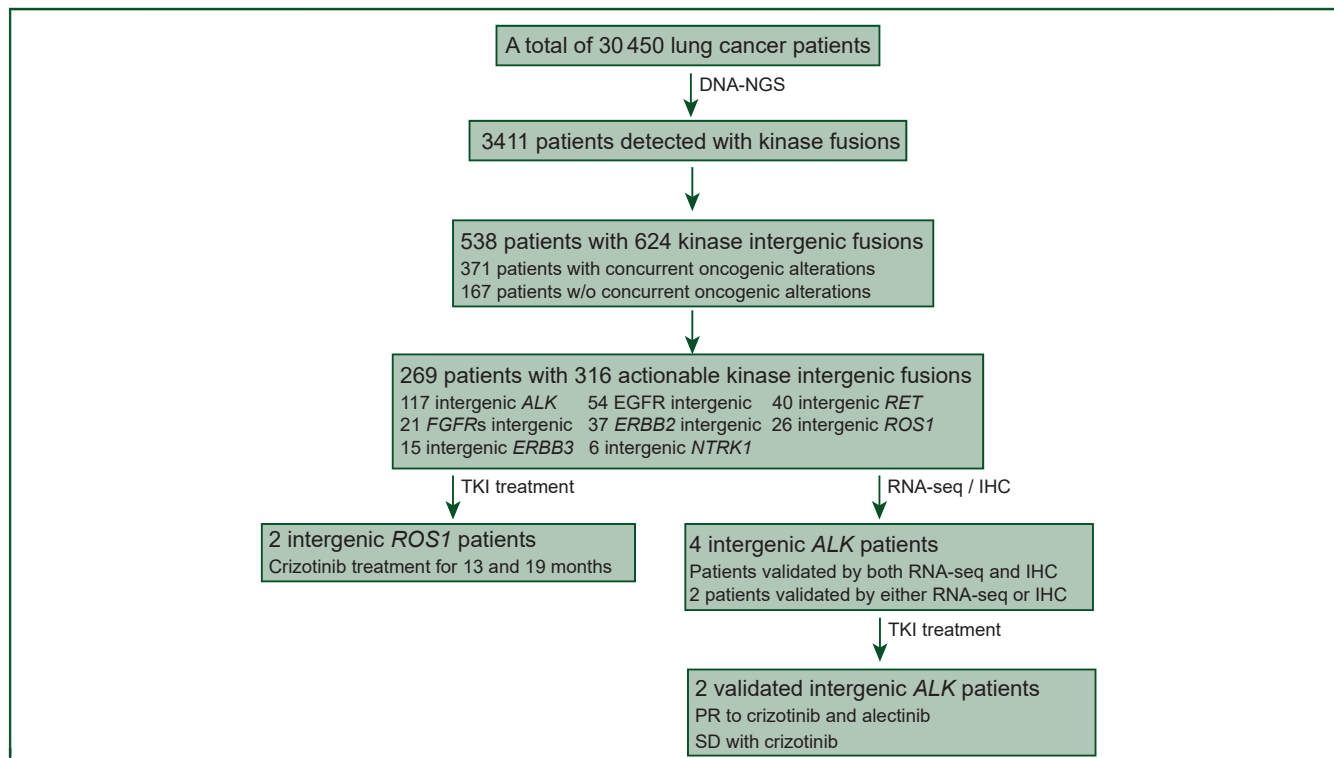 A total of 30 450 lung cancer patients
DNA-NGS
3411 patients detected with kinase fusions
538 patients with 624 kinase intergenic fusions
371 patients with concurrent oncogenic alterations
167 patients w/o concurrent oncogenic alterations
269 patients with 316 actionable kinase intergenic fusions
117 intergenic ALK 54 EGFR intergenic 40 intergenic RET
21 FGFRs intergenic 37 ERBB2 intergenic 26 intergenic ROS1
15 intergenic ERBB3 6 intergenic NTRK1
TKI treatment
RNA-seq / IHC
2 intergenic ROS1 patients
Crizotinib treatment for 13 and 19 months
4 intergenic ALK patients
Patients validated by both RNA-seq and IHC
2 patients validated by either RNA-seq or IHC
TKI treatment
2 validated intergenic ALK patients
PR to crizotinib and alectinib
SD with crizotinib